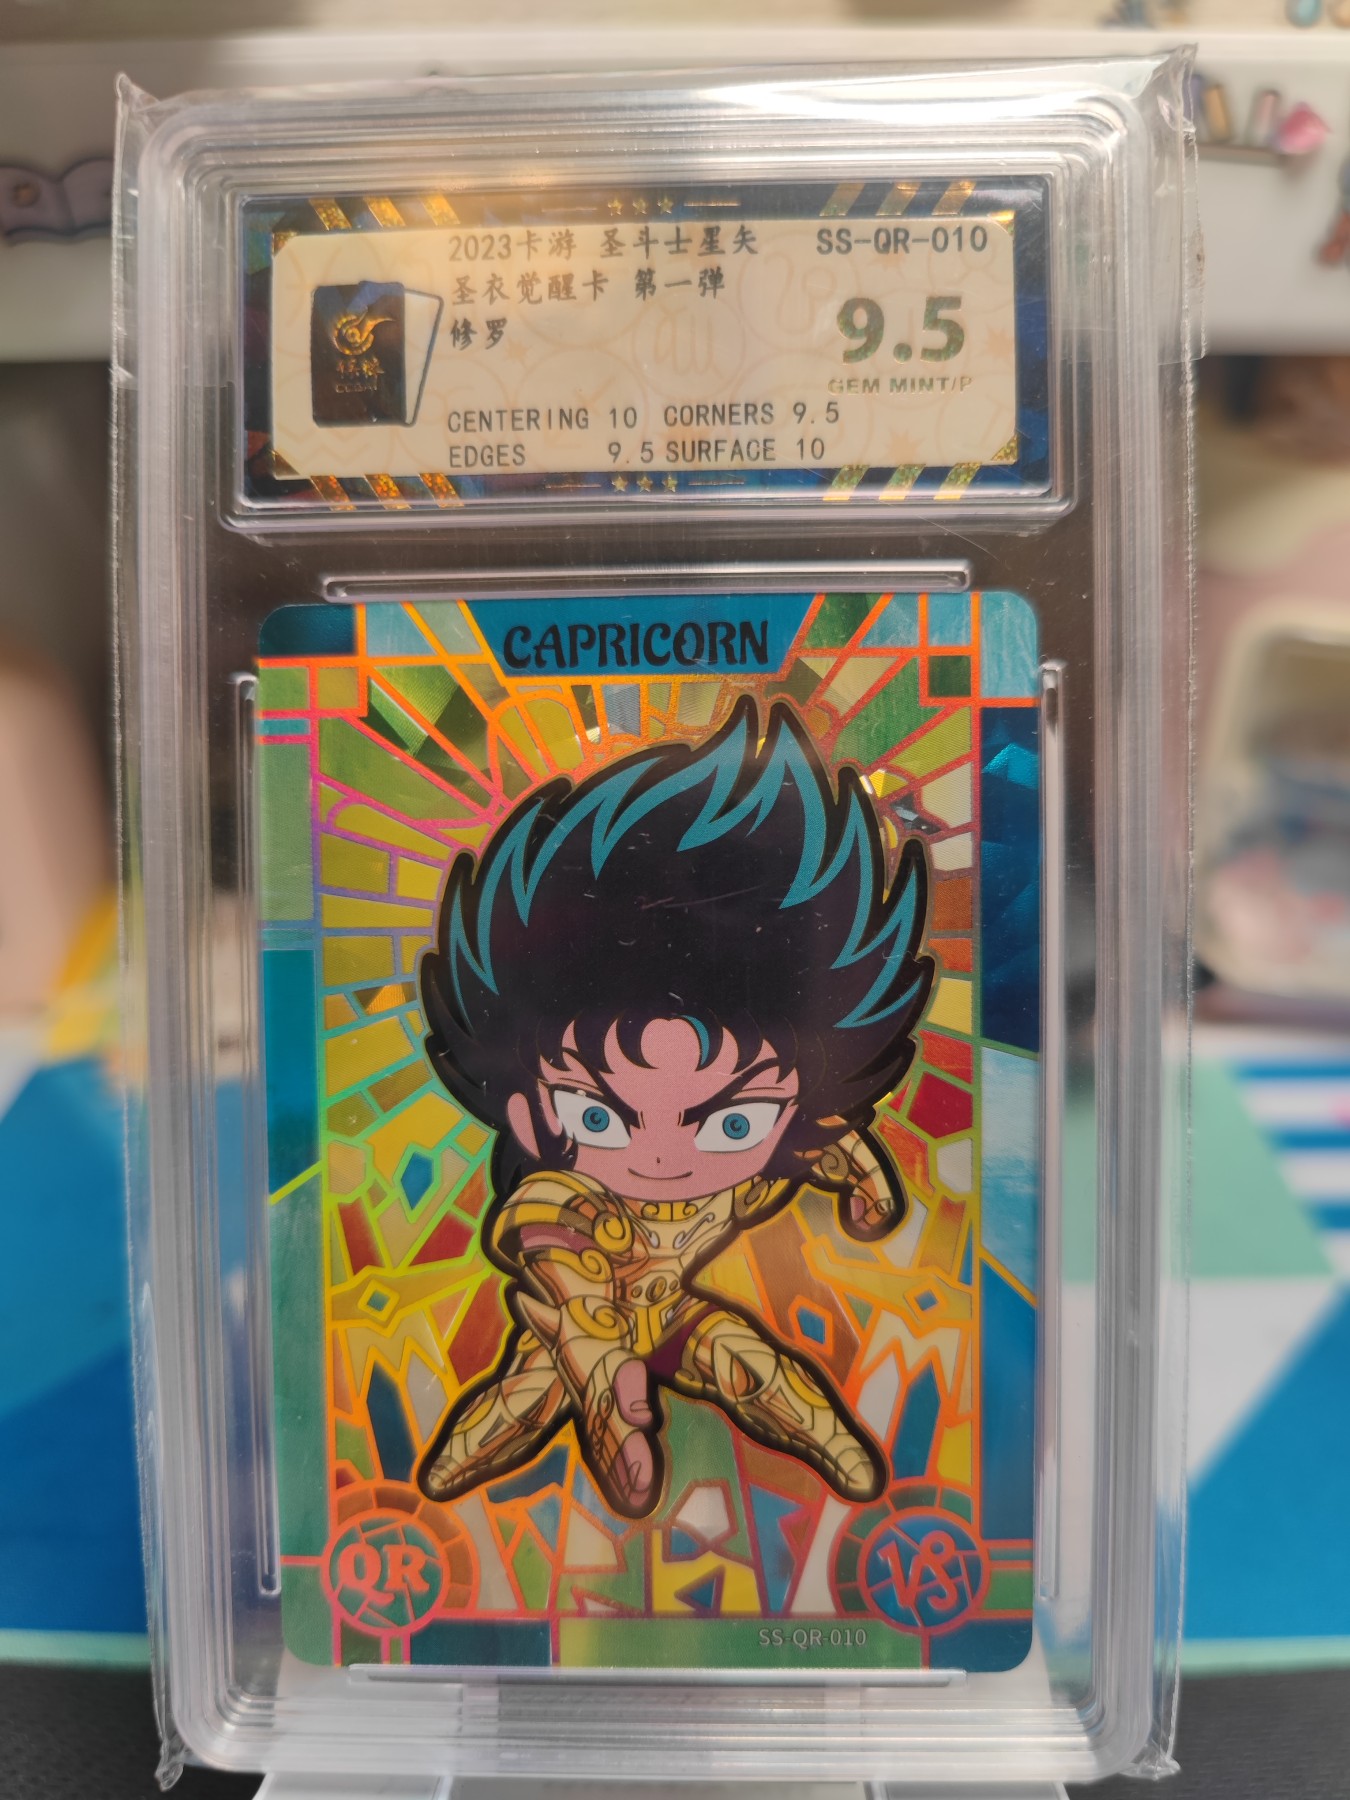 2023卡游 圣斗士星矢 SS-QR-010
圣衣觉醒卡 第一弹
修罗
9.5
GEM MINT/P
CENTERING 10 CORNERS 9.5
EDGES 9.5 SURFACE 10
CAPRICORN
QR
SS-QR-010